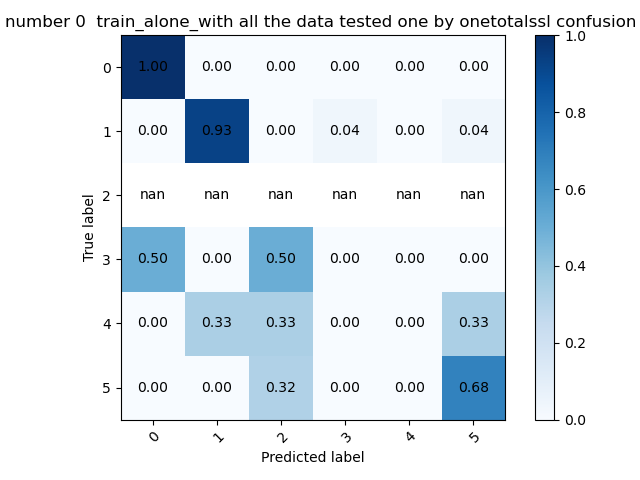 number 0  train_alone_with all the data tested one by onetotalssl confusion
1.0
0 1.00 0.00 0.00 0.00 0.00 0.00
0.8
1 0.00 0.93 0.00 0.04 0.00 0.04
2 nan nan nan nan nan nan
0.6
True label
3 0.50 0.00 0.50 0.00 0.00 0.00
0.4
4 0.00 0.33 0.33 0.00 0.00 0.33
0.2
5 0.00 0.00 0.32 0.00 0.00 0.68
0.0
0 1 2 3 4 5
Predicted label